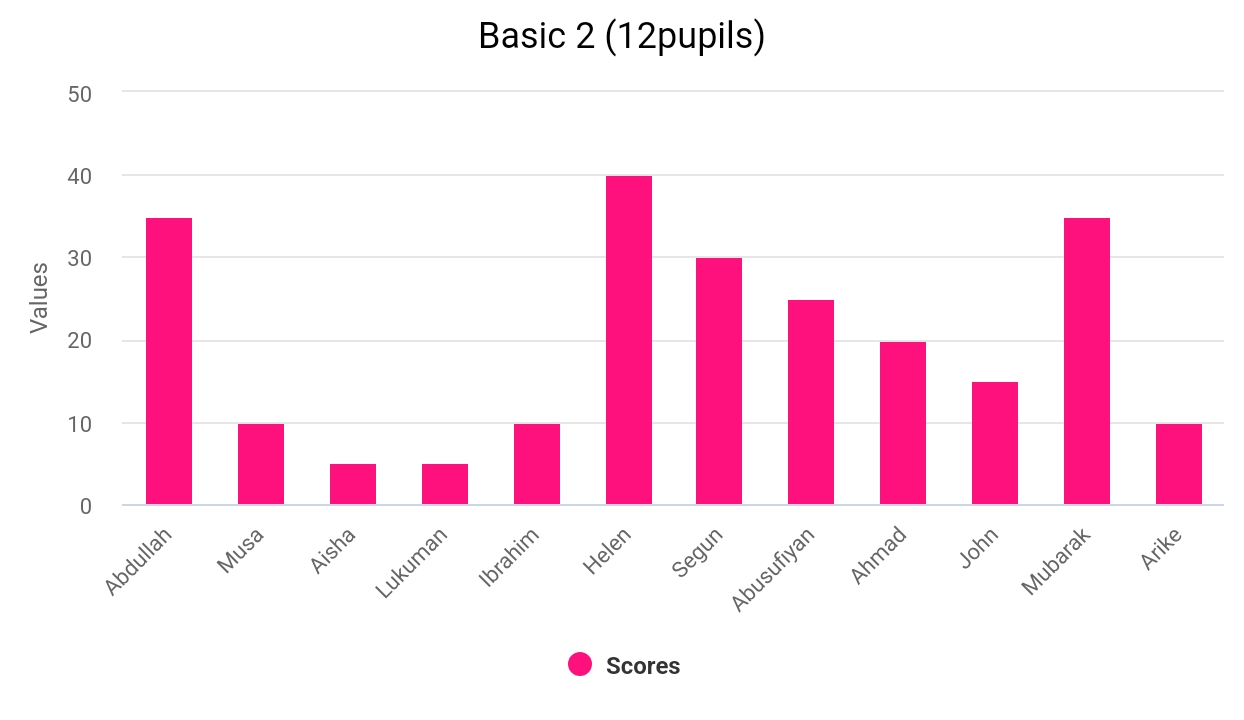 Basic 2 (12pupils)
50
40
30
20
10
0
Values
Abdullah
Musa
Aisha
Lukuman
Ibrahim
Helen
Segun
Abusufiyan
Ahmad
John
Mubarak
Arike
Scores